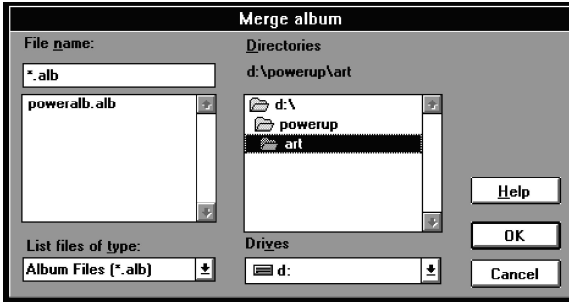 Merge album
File name:
*.alb
poweralb.alb
List files of type:
Album Files (*.alb)
Directories
d:\powerup\art
d:\
powerup
art
Drives
d:
Help
OK
Cancel